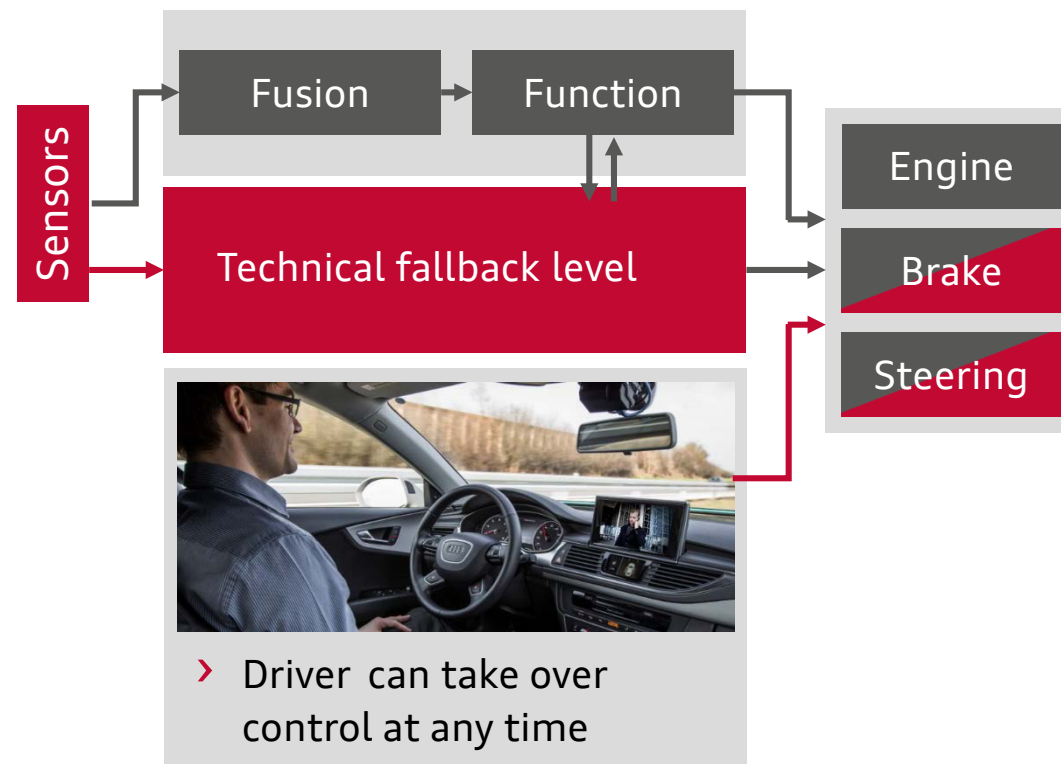 Fusion
Function
Sensors
Engine
Technical fallback level
Brake
Steering
› Driver can take over
control at any time